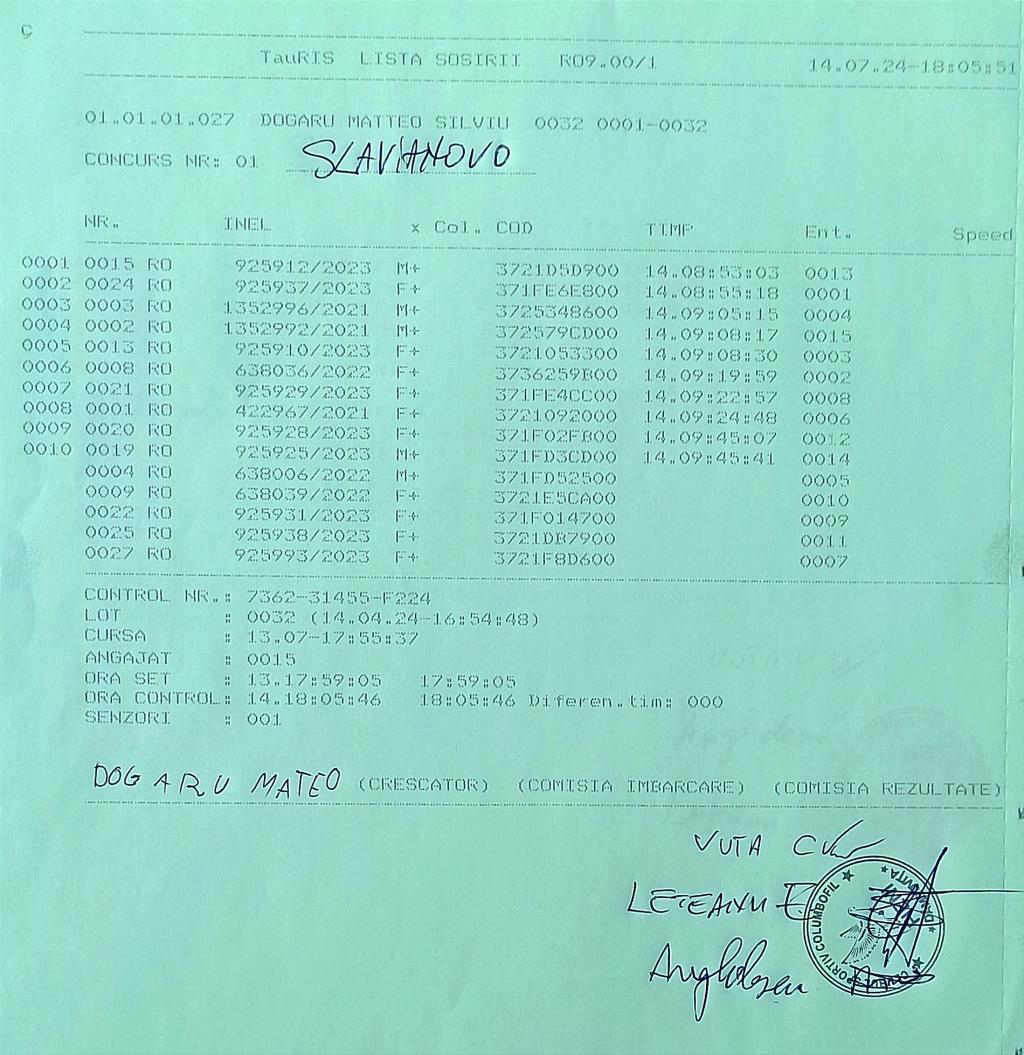 TauRIS LISTA SOSIRII RO9.00/1 14.07.24-18:05:51
01.01.01.027 DOGARU MATTEO SILVIU 0032 0001-0032
CONCURS NR: 01 SLAVIANOVO
NR. INEL x Col. COD TIMP Ent. Speed
0001 0015 RO 925912/2023 M+ 3721D5D900 14.08:53:03 0013
0002 0024 RO 925937/2023 F+ 371FE6E800 14.08:55:18 0001
0003 0003 RO 1352996/2021 M+ 3725348600 14.09:05:15 0004
0004 0002 RO 1352992/2021 M+ 372579CD00 14.09:08:17 0015
0005 0013 RO 925910/2023 F+ 3721053300 14.09:08:30 0003
0006 0008 RO 638036/2022 F+ 3736259B00 14.09:19:59 0002
0007 0021 RO 925929/2023 F+ 371FE4CC00 14.09:22:57 0008
0008 0001 RO 422967/2021 F+ 3721092000 14.09:24:48 0006
0009 0020 RO 925928/2023 F+ 371F02FB00 14.09:45:07 0012
0010 0019 RO 925925/2023 M+ 371FD3CD00 14.09:45:41 0014
0004 RO 638006/2022 M+ 371FD52500 0005
0009 RO 638039/2022 F+ 3721E5CA00 0010
0022 RO 925931/2023 F+ 371F014700 0009
0025 RO 925938/2023 F+ 3721DB7900 0011
0027 RO 925993/2023 F+ 3721F8D600 0007
CONTROL NR.: 7362-31455-F224
LOT : 0032 (14.04.24-16:54:48)
CURSA : 13.07-17:55:37
ANGAJAT : 0015
ORA SET : 13.17:59:05 17:59:05
ORA CONTROL: 14.18:05:46 18:05:46 Diferen.tim: 000
SENZORI : 001
DOGARU MATEO (CRESCATOR) (COMISIA IMBARCARE) (COMISIA REZULTATE)
VUTA
SPORTIV COLUMBOFIL